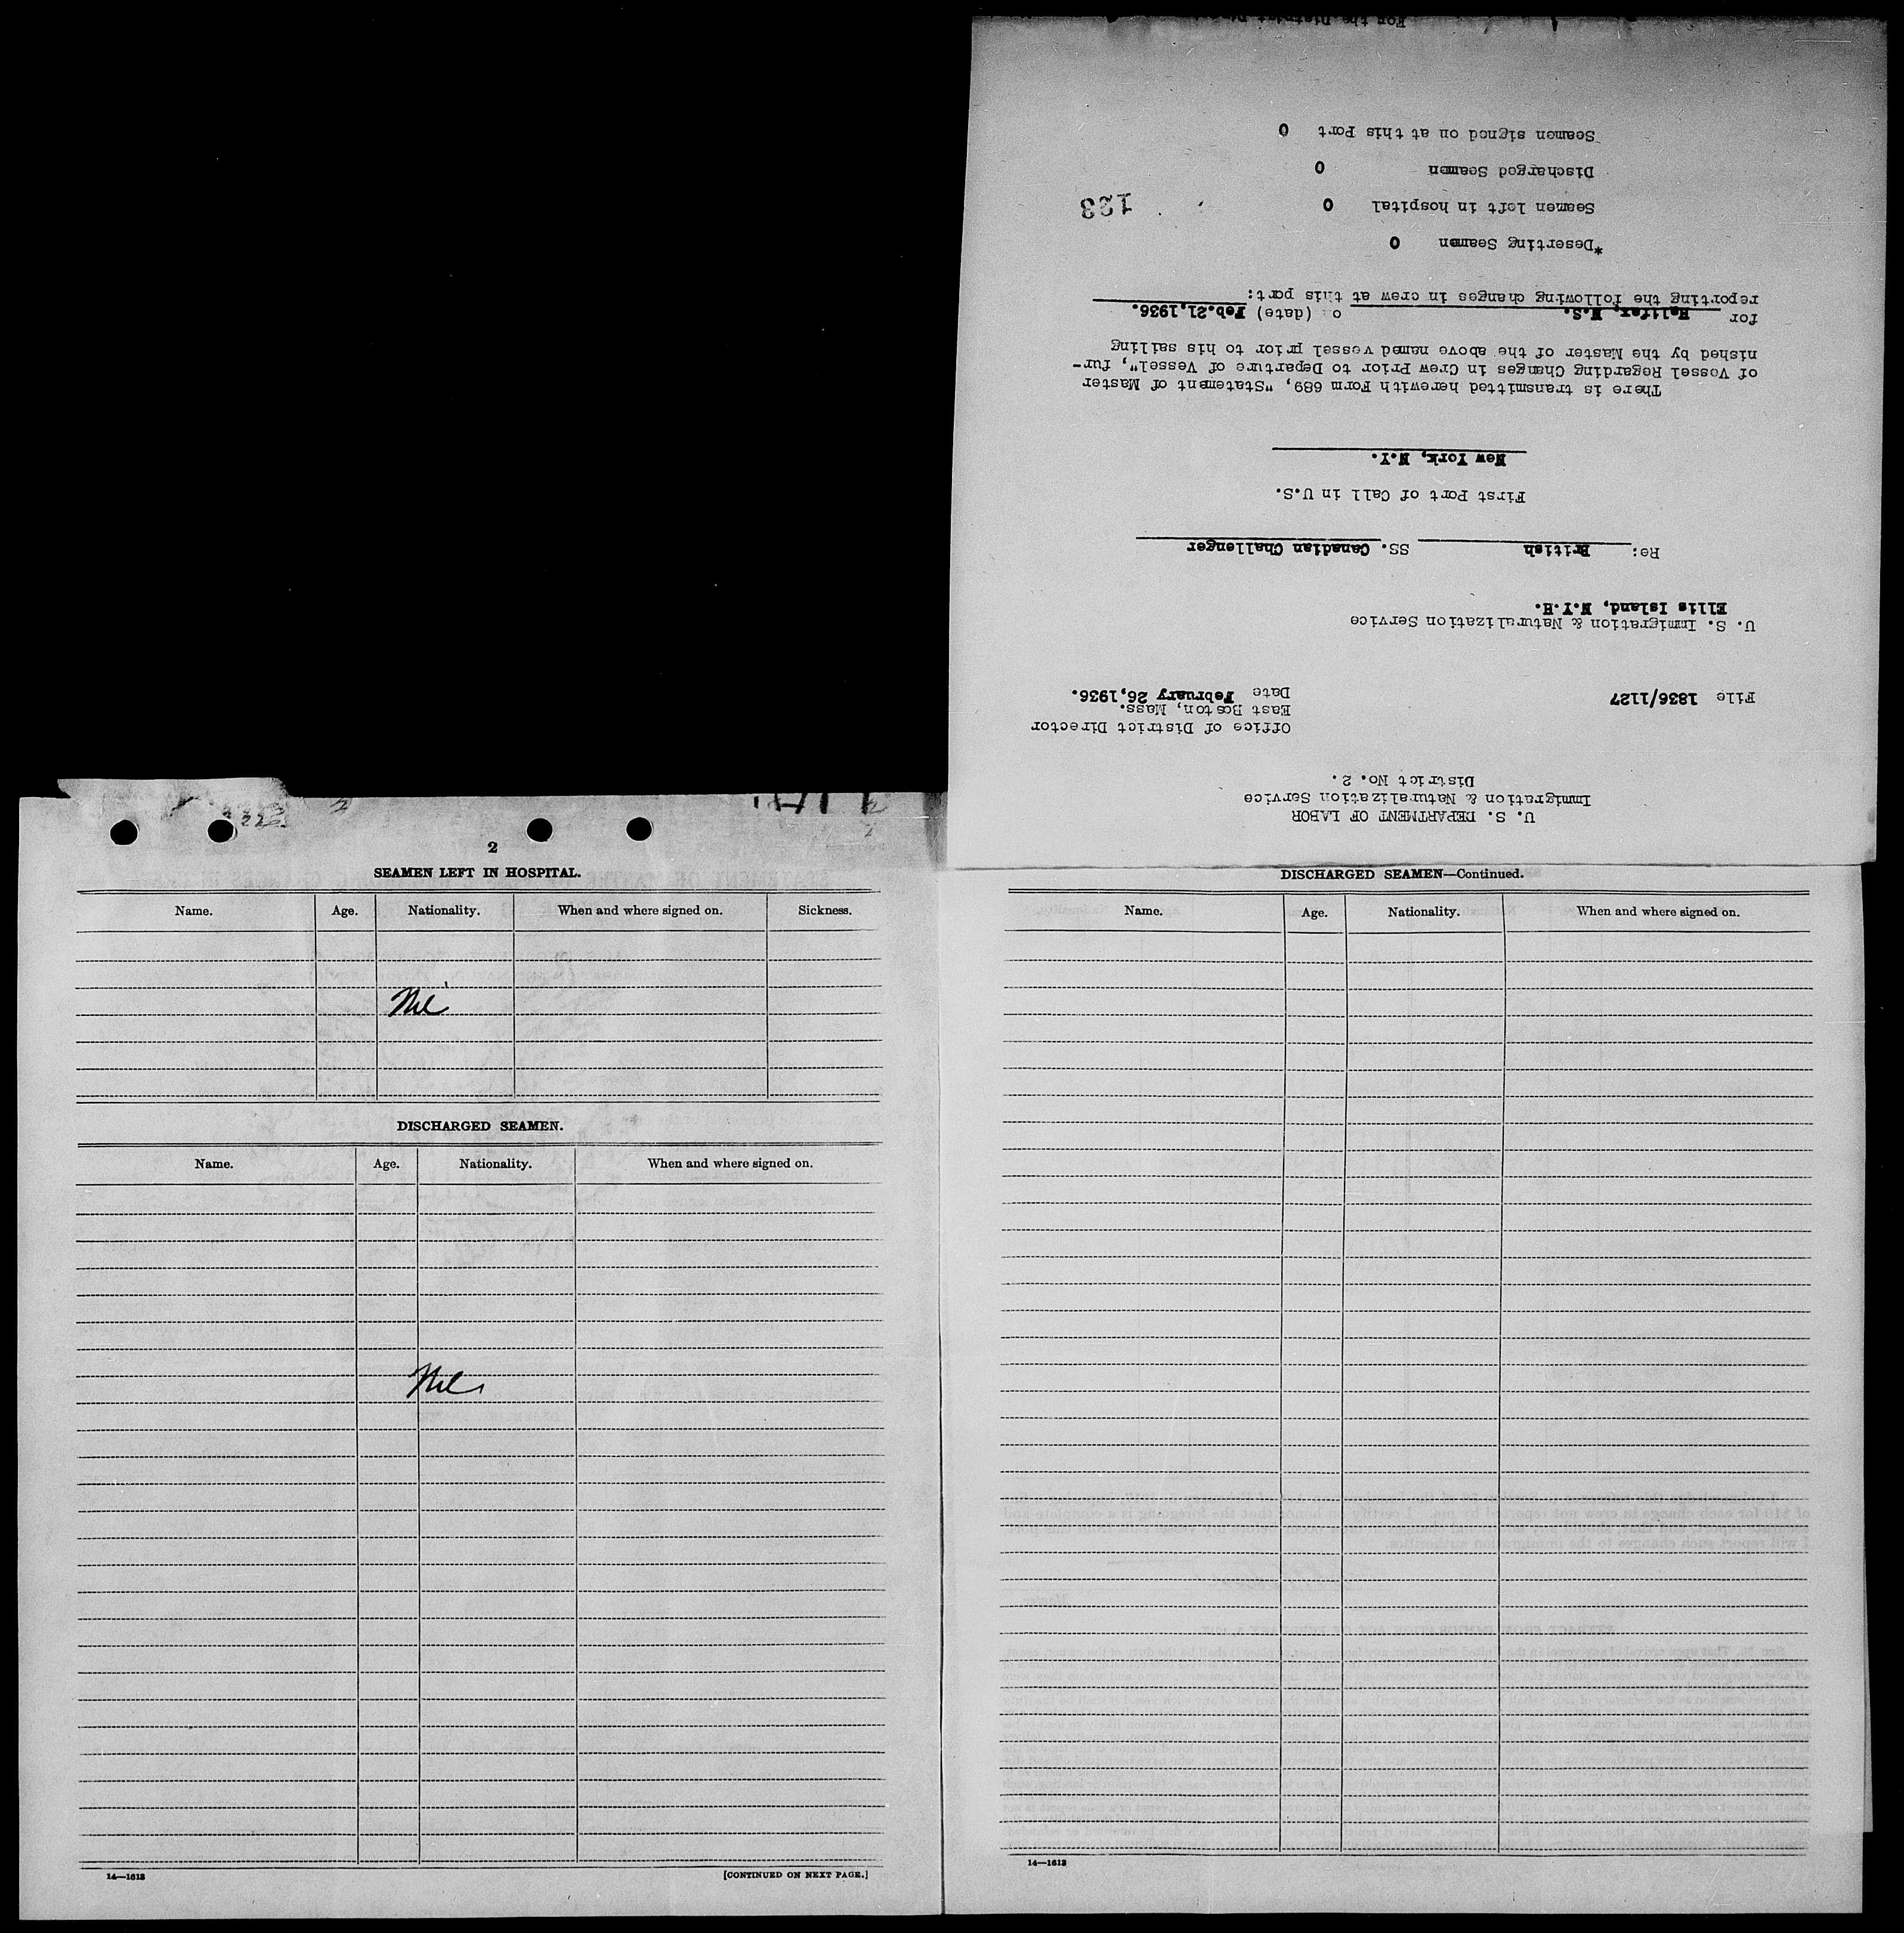 U. S. DEPARTMENT OF LABOR
Immigration & Naturalization Service
District No. 2.
Office of District Director
East Boston, Mass.
File 1836/1127 Date February 26,1936.
U. S. Immigration & Naturalization Service
Ellis Island, N.Y.H.
Re: British SS. Canadian Challenger
First Port of Call in U.S.
New York, N.Y.
There is transmitted herewith Form 689, "Statement of Master
of Vessel Regarding Changes in Crew Prior to Departure of Vessel", fur-
nished by the Master of the above named vessel prior to his sailing
for Halifax, N.S. on (date) Feb.21,1936.
reporting the following changes in crew at this port:
*Deserting Seamen 0
Seamen left in hospital 0
123
Discharged Seamen 0
Seamen signed on at this Port 0
For the District
2
SEAMEN LEFT IN HOSPITAL.
Name. Age. Nationality. When and where signed on. Sickness.
Nil
DISCHARGED SEAMEN.
Name. Age. Nationality. When and where signed on.
Nil
14—1613 [CONTINUED ON NEXT PAGE.]
DISCHARGED SEAMEN—Continued.
Name. Age. Nationality. When and where signed on.
14—1613